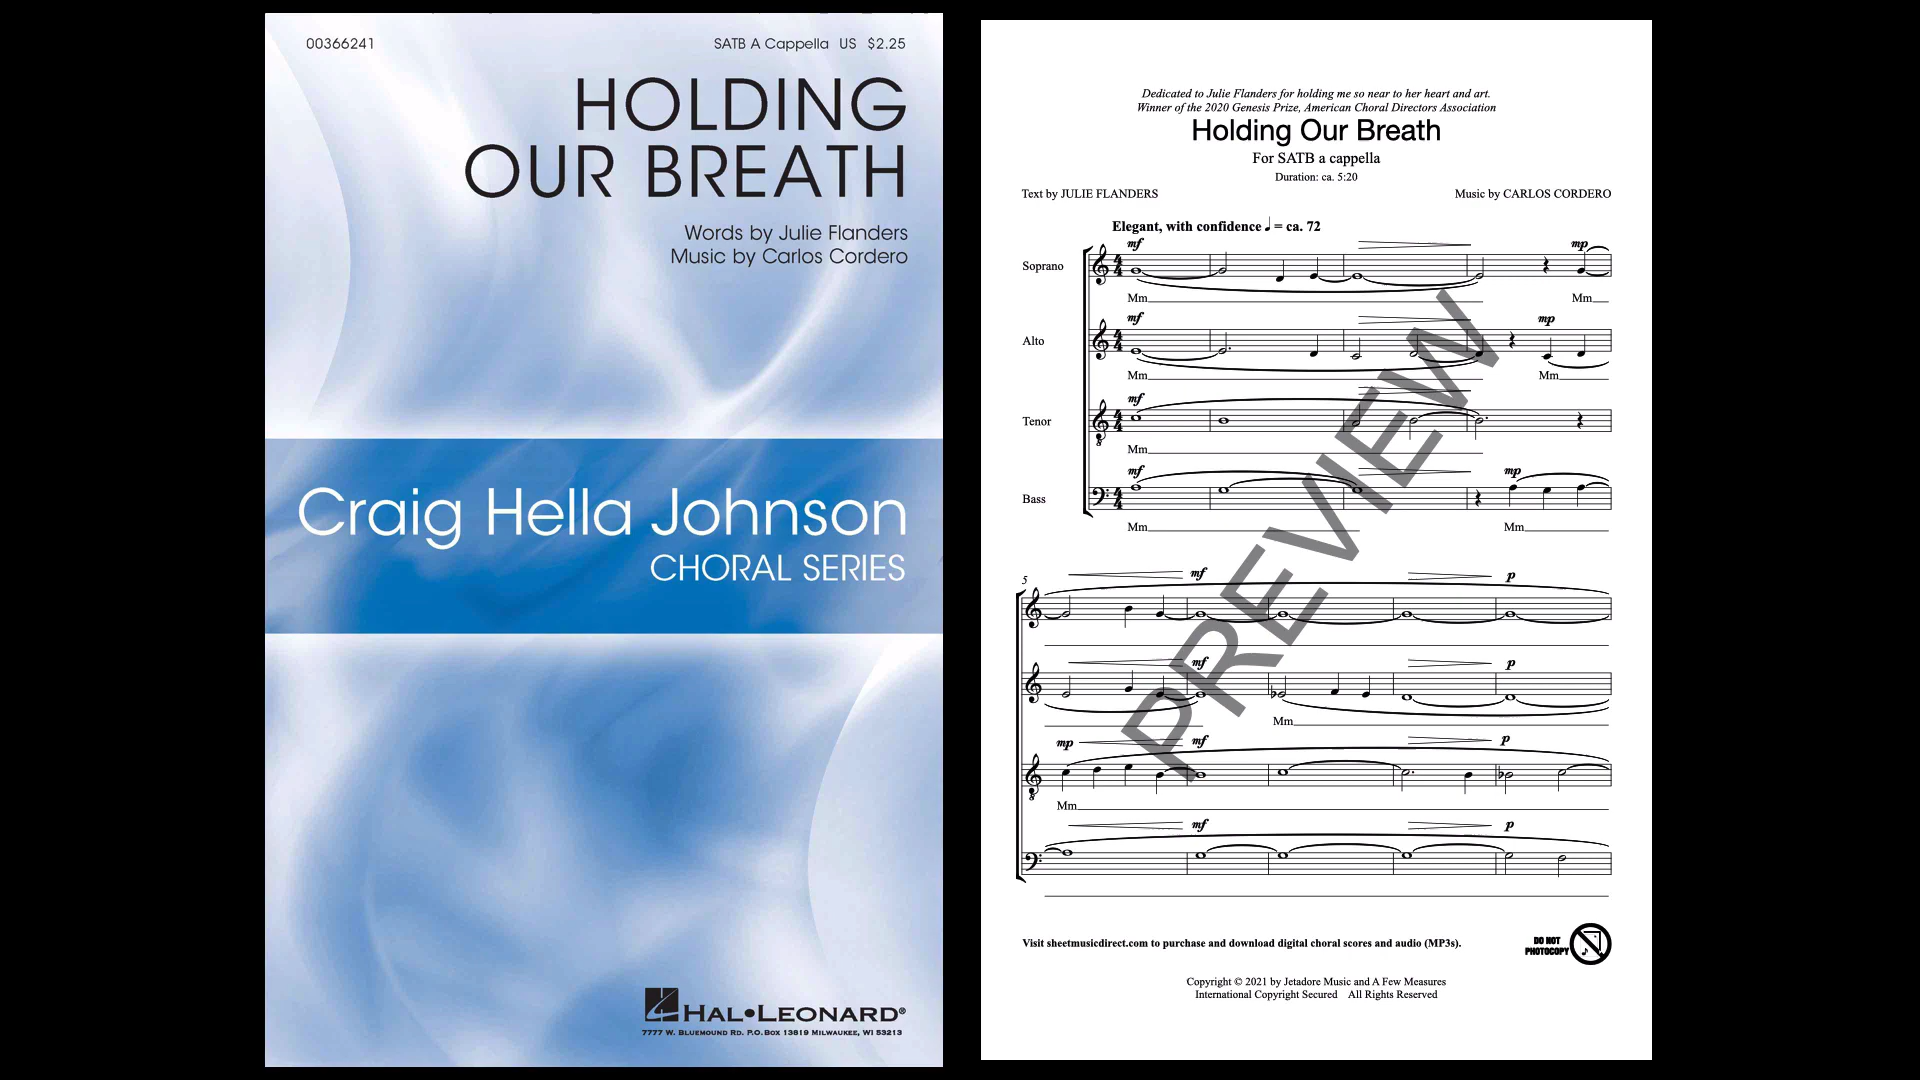 00366241
SATB A Cappella US $2.25
HOLDING
OUR BREATH
Words by Julie Flanders
Music by Carlos Cordero
Craig Hella Johnson
CHORAL SERIES
HAL•LEONARD®
7777 W. BLUEMOUND RD. P.O.BOX 13819 MILWAUKEE, WI 53213
Dedicated to Julie Flanders for holding me so near to her heart and art.
Winner of the 2020 Genesis Prize, American Choral Directors Association
Holding Our Breath
For SATB a cappella
Duration: ca. 5:20
Text by JULIE FLANDERS
Music by CARLOS CORDERO
Elegant, with confidence ♩ = ca. 72
mf
mp
Soprano
Mm
Mm
mf
mp
Alto
Mm
Mm
mf
Tenor
Mm
mf
mp
Bass
Mm
Mm
PREVIEW
5
mf
p
mf
p
Mm
mp
mf
p
Mm
mf
p
Visit sheetmusicdirect.com to purchase and download digital choral scores and audio (MP3s).
DO NOT
PHOTOCOPY
Copyright © 2021 by Jetadore Music and A Few Measures
International Copyright Secured All Rights Reserved